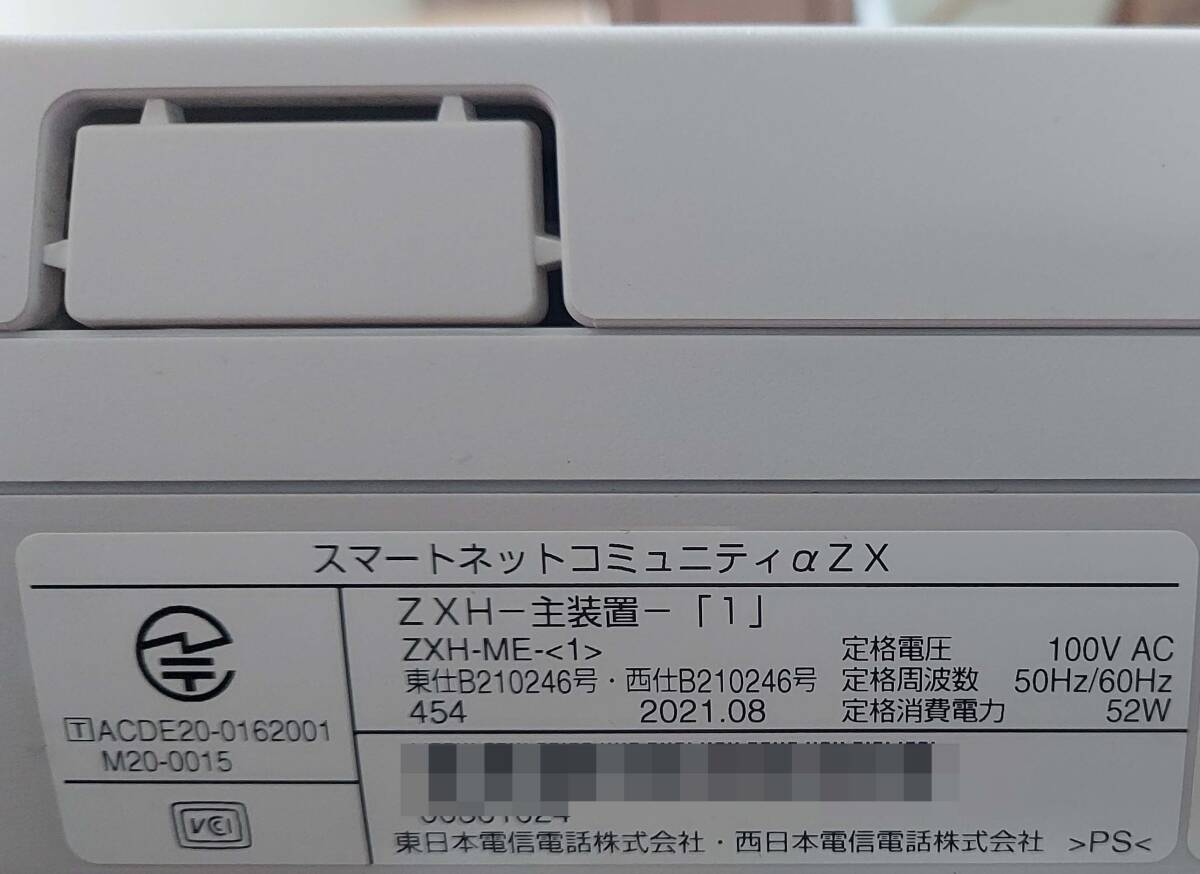 スマートネットコミュニティαZX
ZXH－主装置－「1」
ZXH-ME-<1>
定格電圧 100V AC
東仕B210246号・西仕B210246号
定格周波数 50Hz/60Hz
454 2021.08
定格消費電力 52W
T ACDE20-0162001
M20-0015
VCI
東日本電信電話株式会社・西日本電信電話株式会社 >PS<